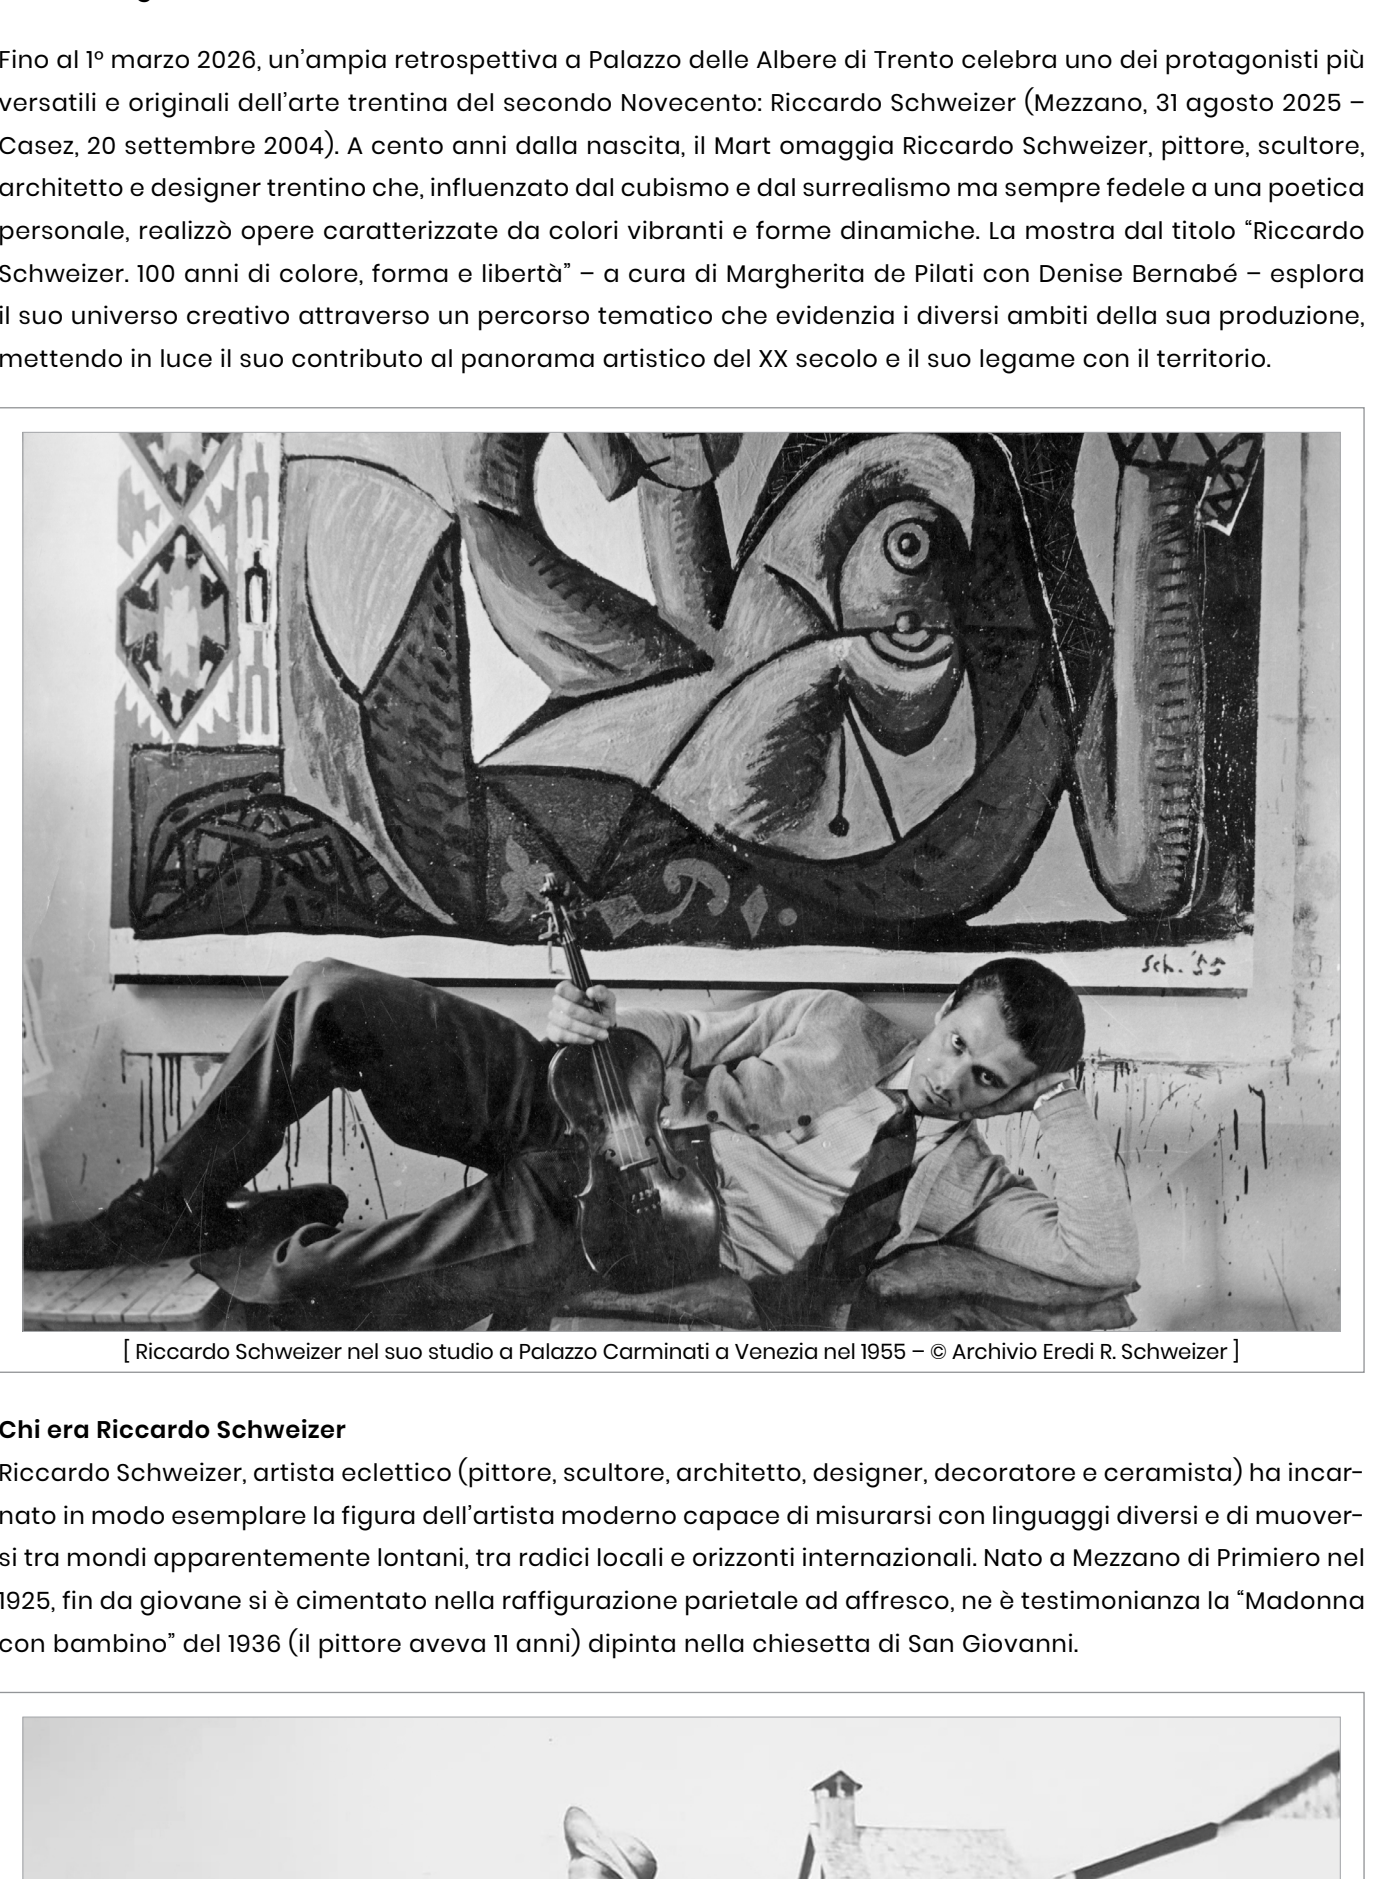 Fino al 1° marzo 2026, un’ampia retrospettiva a Palazzo delle Albere di Trento celebra uno dei protagonisti più
versatili e originali dell’arte trentina del secondo Novecento: Riccardo Schweizer (Mezzano, 31 agosto 2025 –
Casez, 20 settembre 2004). A cento anni dalla nascita, il Mart omaggia Riccardo Schweizer, pittore, scultore,
architetto e designer trentino che, influenzato dal cubismo e dal surrealismo ma sempre fedele a una poetica
personale, realizzò opere caratterizzate da colori vibranti e forme dinamiche. La mostra dal titolo “Riccardo
Schweizer. 100 anni di colore, forma e libertà” – a cura di Margherita de Pilati con Denise Bernabé – esplora
il suo universo creativo attraverso un percorso tematico che evidenzia i diversi ambiti della sua produzione,
mettendo in luce il suo contributo al panorama artistico del XX secolo e il suo legame con il territorio.
Sch. '55
[ Riccardo Schweizer nel suo studio a Palazzo Carminati a Venezia nel 1955 – © Archivio Eredi R. Schweizer ]
Chi era Riccardo Schweizer
Riccardo Schweizer, artista eclettico (pittore, scultore, architetto, designer, decoratore e ceramista) ha incar-
nato in modo esemplare la figura dell’artista moderno capace di misurarsi con linguaggi diversi e di muover-
si tra mondi apparentemente lontani, tra radici locali e orizzonti internazionali. Nato a Mezzano di Primiero nel
1925, fin da giovane si è cimentato nella raffigurazione parietale ad affresco, ne è testimonianza la “Madonna
con bambino” del 1936 (il pittore aveva 11 anni) dipinta nella chiesetta di San Giovanni.